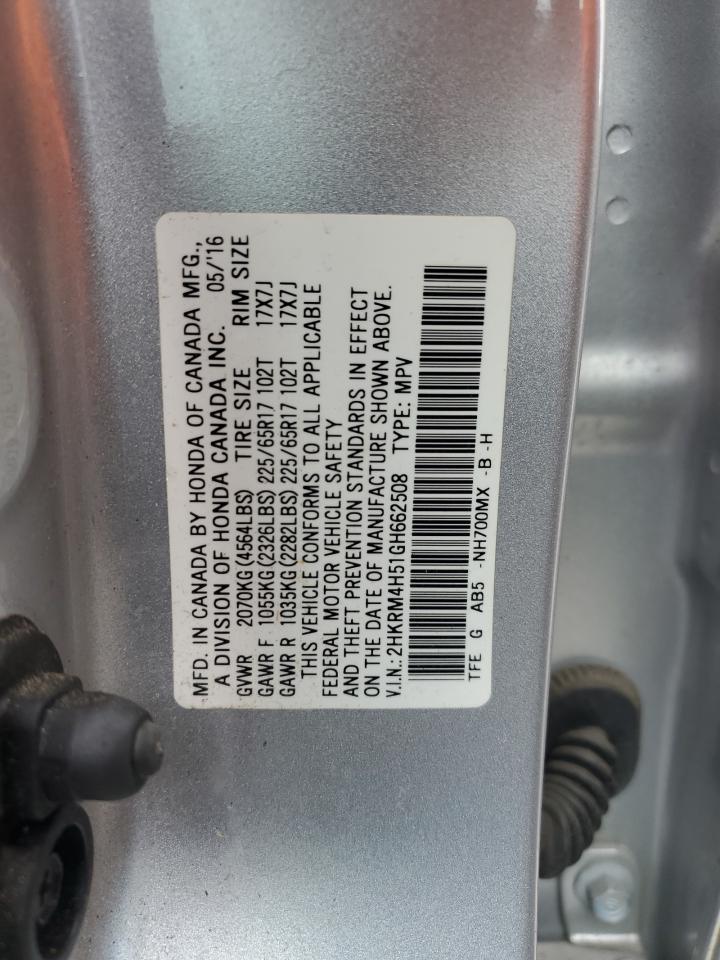 MFD. IN CANADA BY HONDA OF CANADA MFG.,
A DIVISION OF HONDA CANADA INC. 05/'16
GVWR 2070KG(4564LBS) TIRE SIZE RIM SIZE
GAWR F 1055KG(2326LBS) 225/65R17 102T 17X7J
GAWR R 1035KG(2282LBS) 225/65R17 102T 17X7J
THIS VEHICLE CONFORMS TO ALL APPLICABLE
FEDERAL MOTOR VEHICLE SAFETY
AND THEFT PREVENTION STANDARDS IN EFFECT
ON THE DATE OF MANUFACTURE SHOWN ABOVE.
V.I.N.: 2HKRM4H51GH662508 TYPE: MPV
TFE G AB5 -NH700MX -B -H